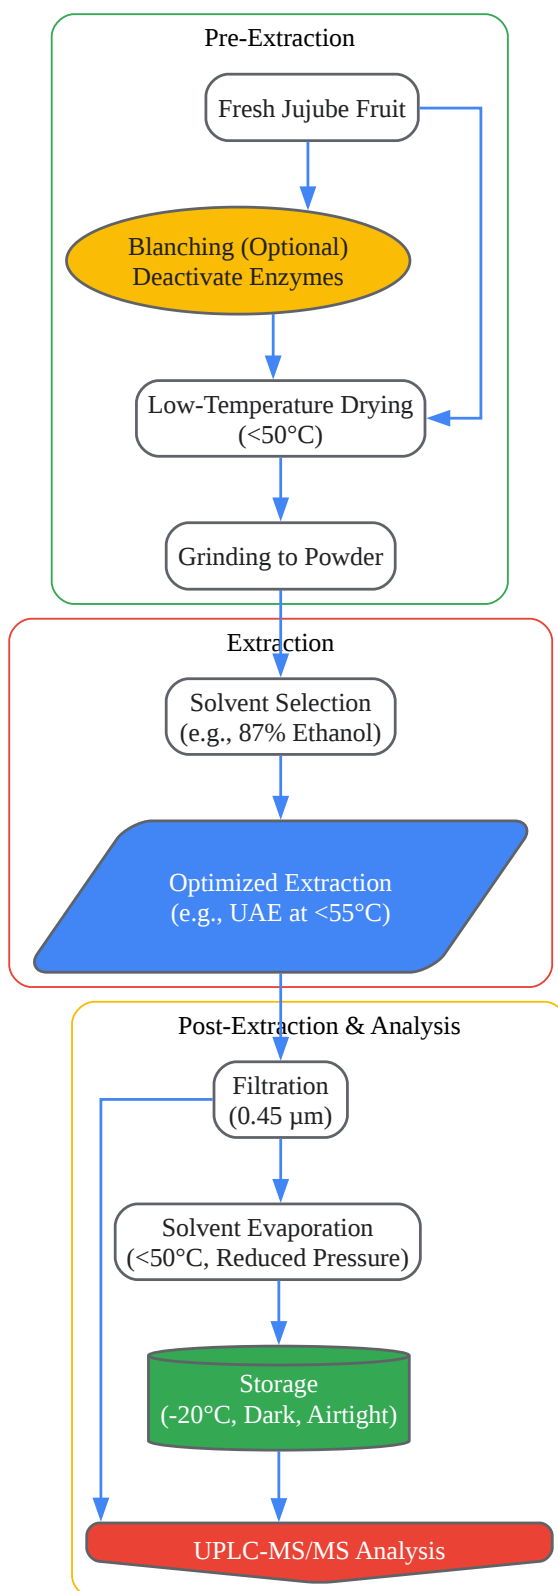 Pre-Extraction
Fresh Jujube Fruit
Blanching (Optional)
Deactivate Enzymes
Low-Temperature Drying
(<50°C)
Grinding to Powder
Extraction
Solvent Selection
(e.g., 87% Ethanol)
Optimized Extraction
(e.g., UAE at <55°C)
Post-Extraction & Analysis
Filtration
(0.45 µm)
Solvent Evaporation
(<50°C, Reduced Pressure)
Storage
(-20°C, Dark, Airtight)
UPLC-MS/MS Analysis